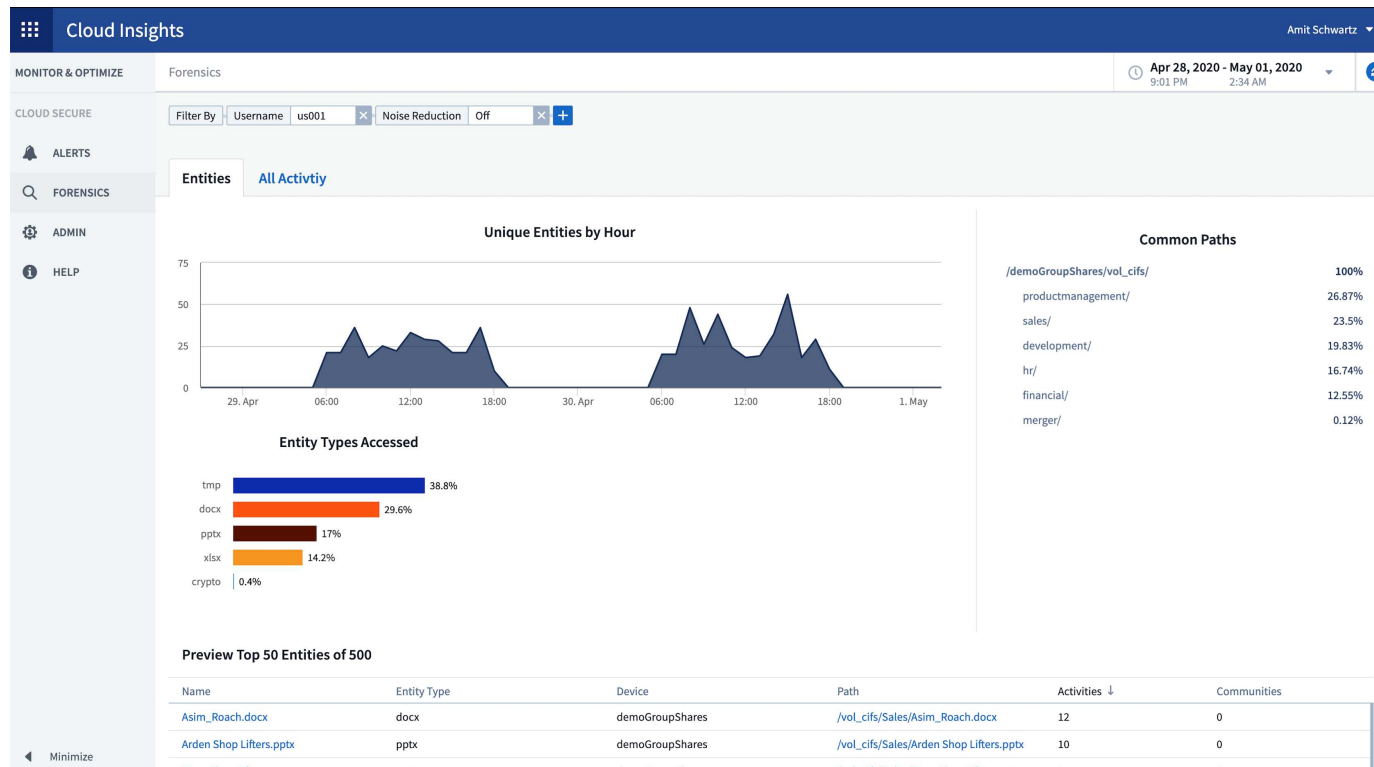 Cloud Insights
Amit Schwartz
MONITOR & OPTIMIZE
Forensics
Apr 28, 2020 - May 01, 2020
9:01 PM 2:34 AM
CLOUD SECURE
Filter By Username us001 Noise Reduction Off
ALERTS
FORENSICS
ADMIN
HELP
Entities All Activtiy
Unique Entities by Hour
75
50
25
0
29. Apr 06:00 12:00 18:00 30. Apr 06:00 12:00 18:00 1. May
Common Paths
/demoGroupShares/vol_cifs/ 100%
productmanagement/ 26.87%
sales/ 23.5%
development/ 19.83%
hr/ 16.74%
financial/ 12.55%
merger/ 0.12%
Entity Types Accessed
tmp 38.8%
docx 29.6%
pptx 17%
xlsx 14.2%
crypto 0.4%
Preview Top 50 Entities of 500
Name Entity Type Device Path Activities Communities
Asim_Roach.docx docx demoGroupShares /vol_cifs/Sales/Asim_Roach.docx 12 0
Arden Shop Lifters.pptx pptx demoGroupShares /vol_cifs/Sales/Arden Shop Lifters.pptx 10 0
Minimize